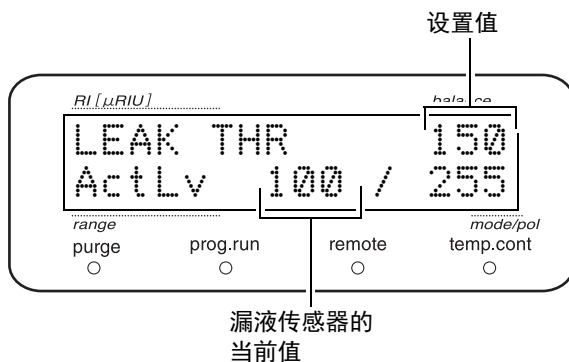 设置值
RI [μRIU]
balance
LEAK THR 150
ActLv 100 / 255
range
mode/pol
purge
prog.run
remote
temp.cont
漏液传感器的
当前值